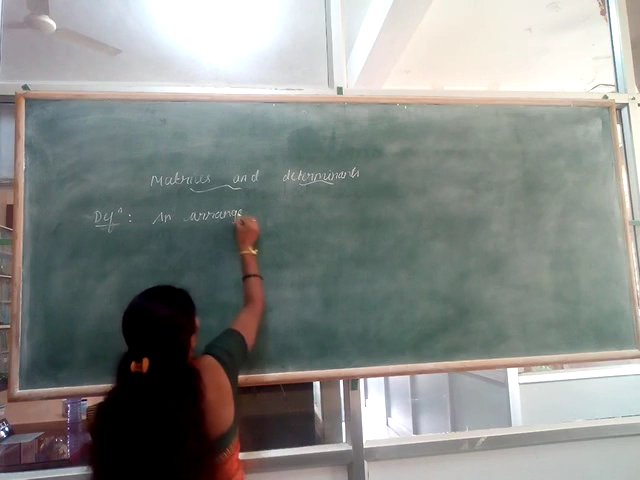 Matrices and determinants
Defⁿ: An arrange